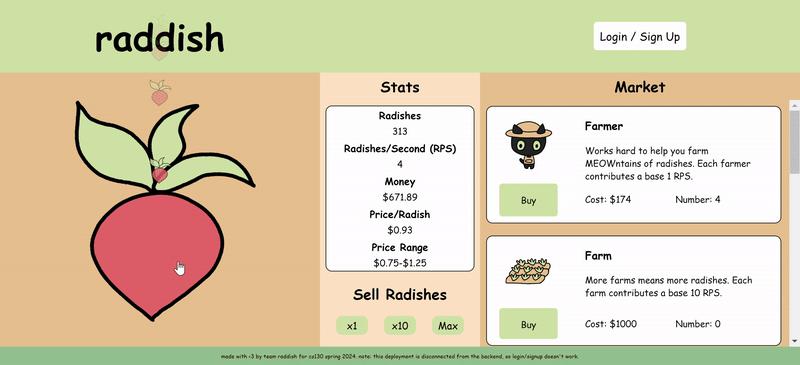 raddish
Login / Sign Up
Stats
Radishes
313
Radishes/Second (RPS)
4
Money
$671.89
Price/Radish
$0.93
Price Range
$0.75-$1.25
Sell Radishes
x1
x10
Max
Market
Farmer
Works hard to help you farm
MEOWntains of radishes. Each farmer
contributes a base 1 RPS.
Buy
Cost: $174
Number: 4
Farm
More farms means more radishes. Each
farm contributes a base 10 RPS.
Buy
Cost: $1000
Number: 0
made with <3 by team raddish for cs130 spring 2024. note: this deployment is disconnected from the backend, so login/signup doesn't work.